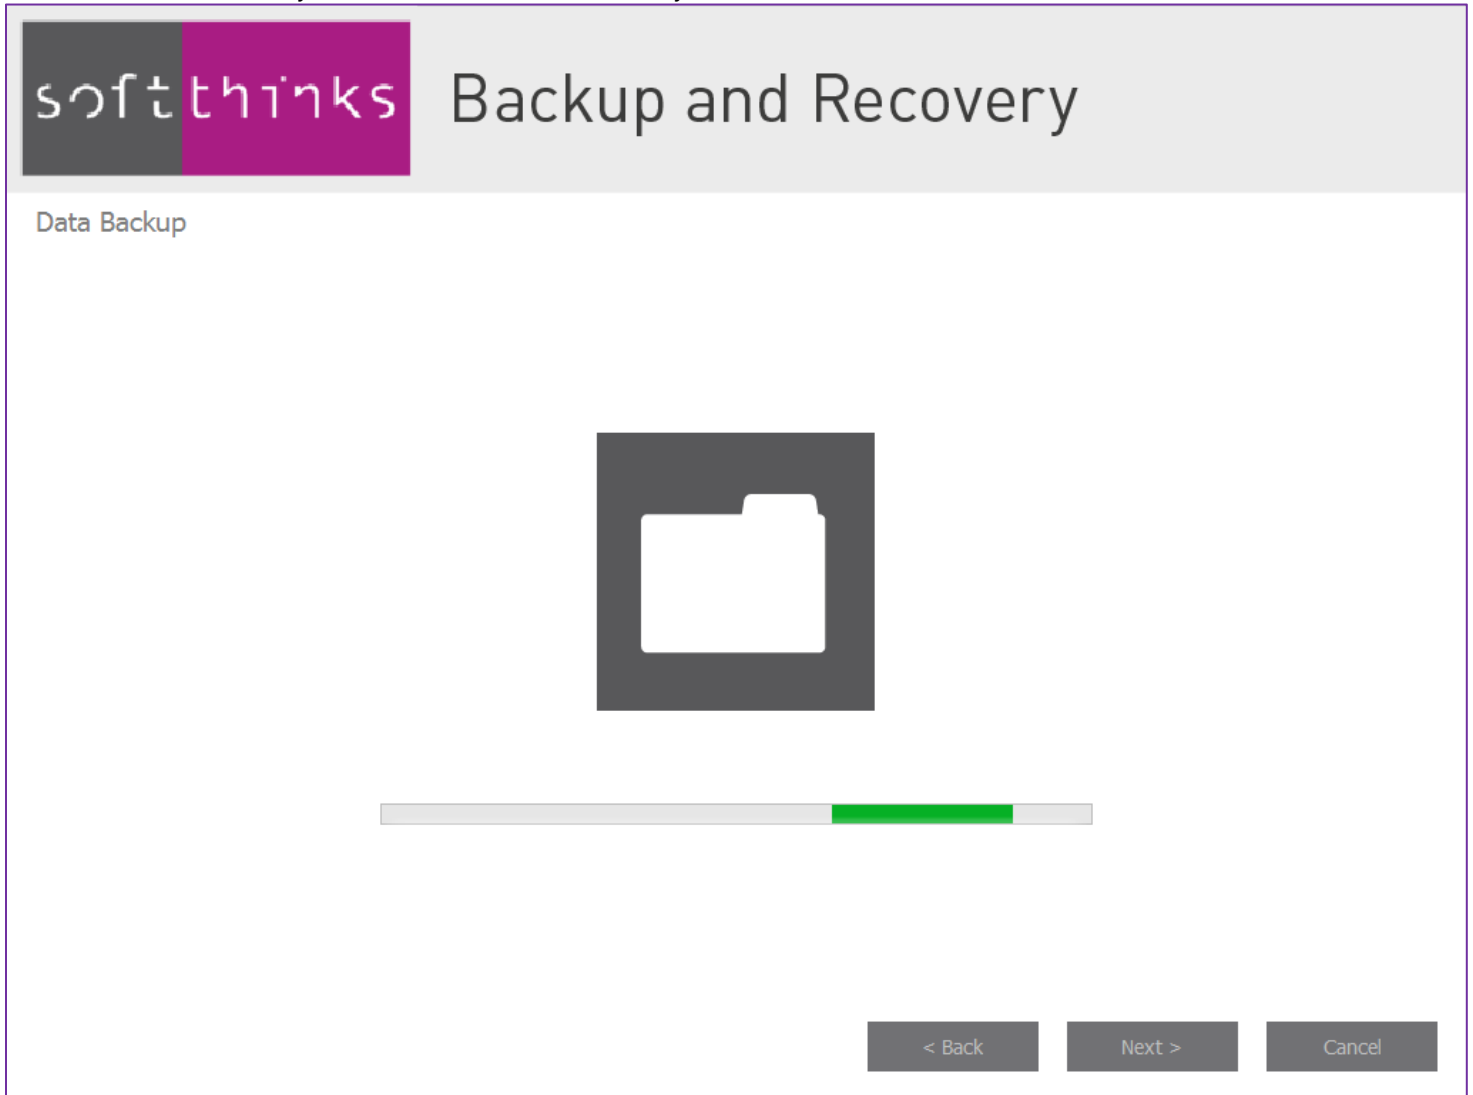 softthinks
Backup and Recovery
Data Backup
< Back
Next >
Cancel